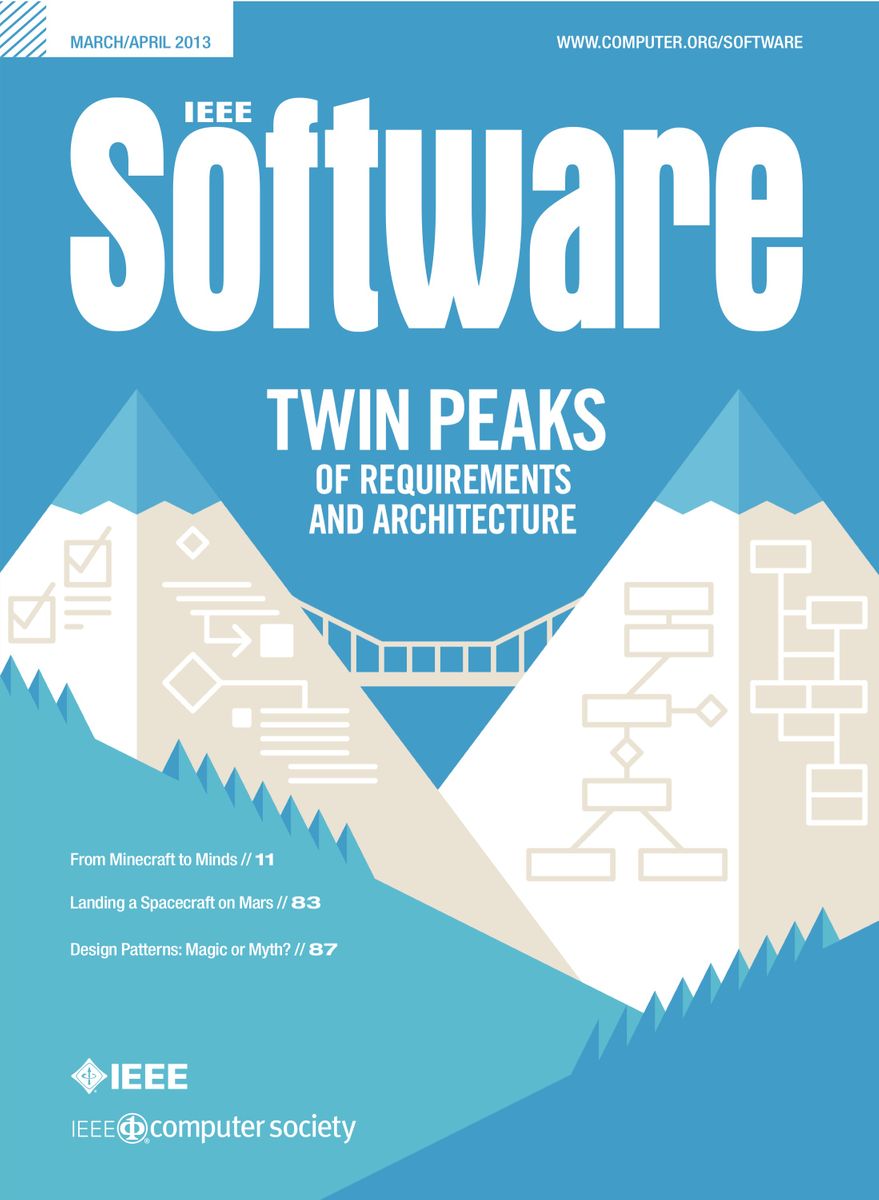 MARCH/APRIL 2013
WWW.COMPUTER.ORG/SOFTWARE
IEEE
Software
TWIN PEAKS
OF REQUIREMENTS
AND ARCHITECTURE
From Minecraft to Minds // 11
Landing a Spacecraft on Mars // 83
Design Patterns: Magic or Myth? // 87
IEEE
IEEE computer society